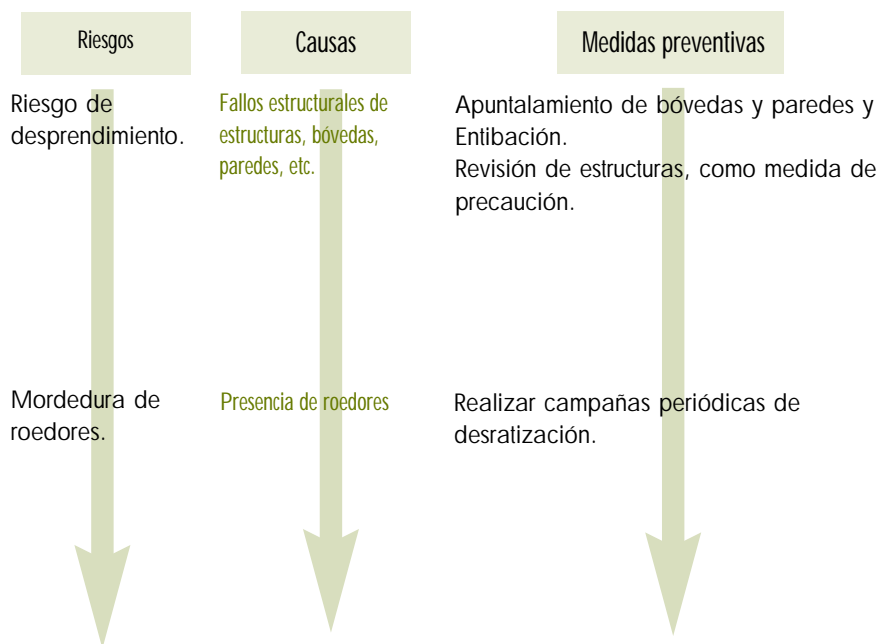 Riesgos
Causas
Medidas preventivas
Riesgo de
desprendimiento.
Fallos estructurales de
estructuras, bóvedas,
paredes, etc.
Apuntalamiento de bóvedas y paredes y
Entibación.
Revisión de estructuras, como medida de
precaución.
Mordedura de
roedores.
Presencia de roedores
Realizar campañas periódicas de
desratización.